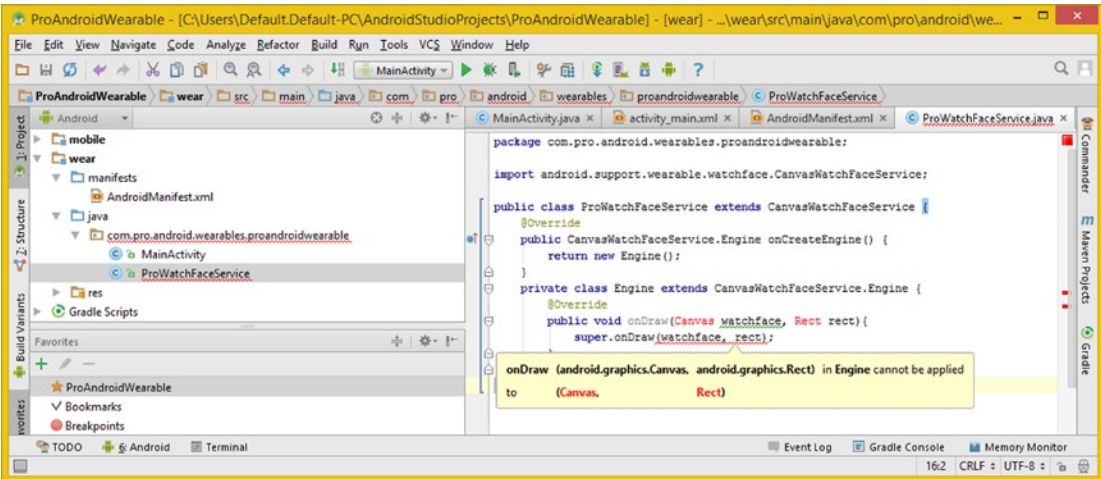 ProAndroidWearable - [C:\Users\Default.Default-PC\AndroidStudioProjects\ProAndroidWearable] - [wear] - ...\wear\src\main\java\com\pro\android\we...
File Edit View Navigate Code Analyze Refactor Build Run Tools VCS Window Help
MainActivity
ProAndroidWearable wear src main java com pro android wearables proandroidwearable ProWatchFaceService
Android
MainActivity.java × activity_main.xml × AndroidManifest.xml × ProWatchFaceService.java ×
1: Project
Z: Structure
Build Variants
mobile
wear
manifests
AndroidManifest.xml
java
com.pro.android.wearables.proandroidwearable
MainActivity
ProWatchFaceService
res
Gradle Scripts
Favorites
ProAndroidWearable
Bookmarks
Breakpoints
package com.pro.android.wearables.proandroidwearable;
import android.support.wearable.watchface.CanvasWatchFaceService;
public class ProWatchFaceService extends CanvasWatchFaceService {
@Override
public CanvasWatchFaceService.Engine onCreateEngine() {
return new Engine();
}
private class Engine extends CanvasWatchFaceService.Engine {
@Override
public void onDraw(Canvas watchface, Rect rect){
super.onDraw(watchface, rect);
onDraw (android.graphics.Canvas, android.graphics.Rect) in Engine cannot be applied
to (Canvas, Rect)
Commander
m Maven Projects
Gradle
TODO 6: Android Terminal Event Log Gradle Console Memory Monitor
16:2 CRLF UTF-8